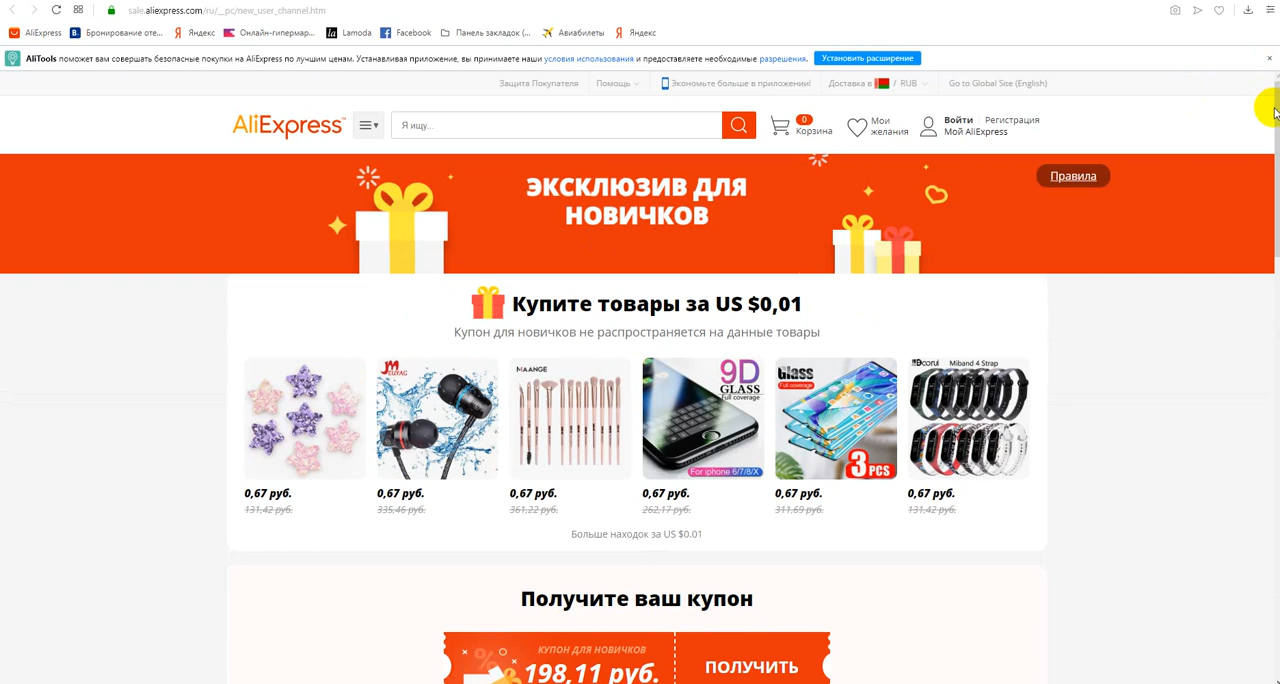 sale.aliexpress.com/ru/__pc/new_user_channel.htm
AliExpress
Бронирование оте...
Яндекс
Онлайн-гипермар...
Lamoda
Facebook
Панель закладок (...
Авиабилеты
Яндекс
AliTools поможет вам совершать безопасные покупки на AliExpress по лучшим ценам. Устанавливая приложение, вы принимаете наши условия использования и предоставляете необходимые разрешения.
Установить расширение
Защита Покупателя
Помощь
Экономьте больше в приложении!
Доставка в / RUB
Go to Global Site (English)
AliExpress
Я ищу...
0
Корзина
Мои
желания
Войти
Регистрация
Мой AliExpress
ЭКСКЛЮЗИВ ДЛЯ
НОВИЧКОВ
Правила
Купите товары за US $0,01
Купон для новичков не распространяется на данные товары
MAANGE
9D
GLASS
Full coverage
For iphone 6/7/8/X
Glass
Full coverage
3 PCS
Miband 4 Strap
0,67 руб.
131,42 руб.
0,67 руб.
335,46 руб.
0,67 руб.
361,22 руб.
0,67 руб.
262,17 руб.
0,67 руб.
311,69 руб.
0,67 руб.
131,42 руб.
Больше находок за US $0.01
Получите ваш купон
КУПОН ДЛЯ НОВИЧКОВ
198,11 руб.
ПОЛУЧИТЬ